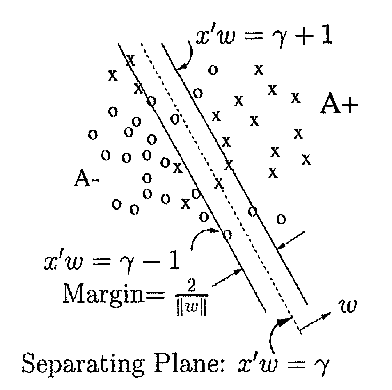 x'w = γ + 1
A+
A-
x'w = γ − 1
Margin= 2/‖w‖
w
Separating Plane: x'w = γ